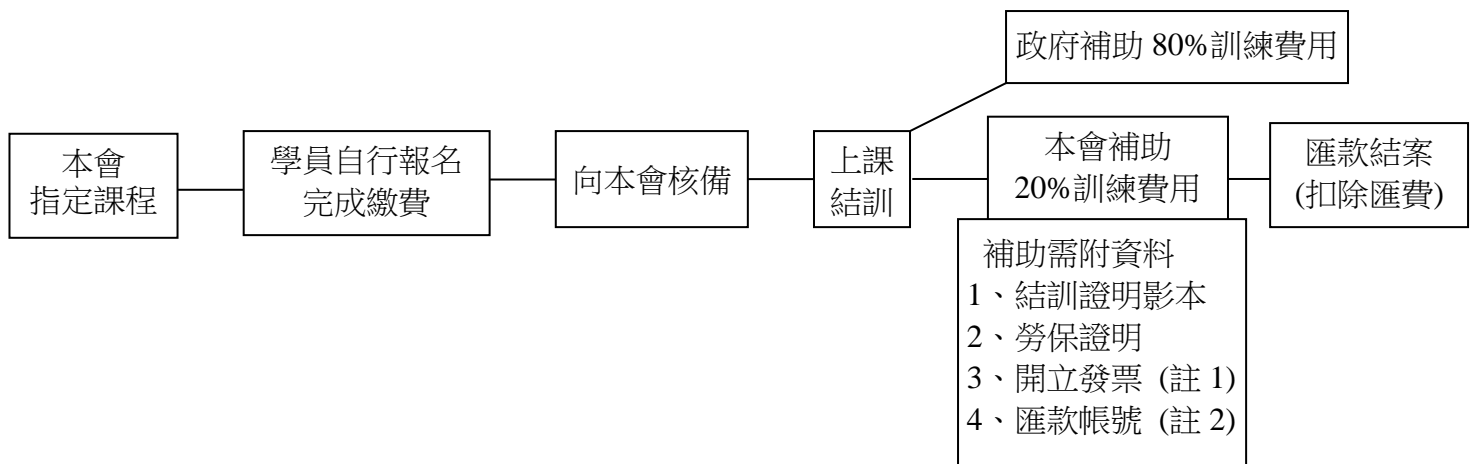 政府補助 80%訓練費用
本會
指定課程
學員自行報名
完成繳費
向本會核備
上課
結訓
本會補助
20%訓練費用
匯款結案
(扣除匯費)
補助需附資料
1、結訓證明影本
2、勞保證明
3、開立發票 (註 1)
4、匯款帳號 (註 2)